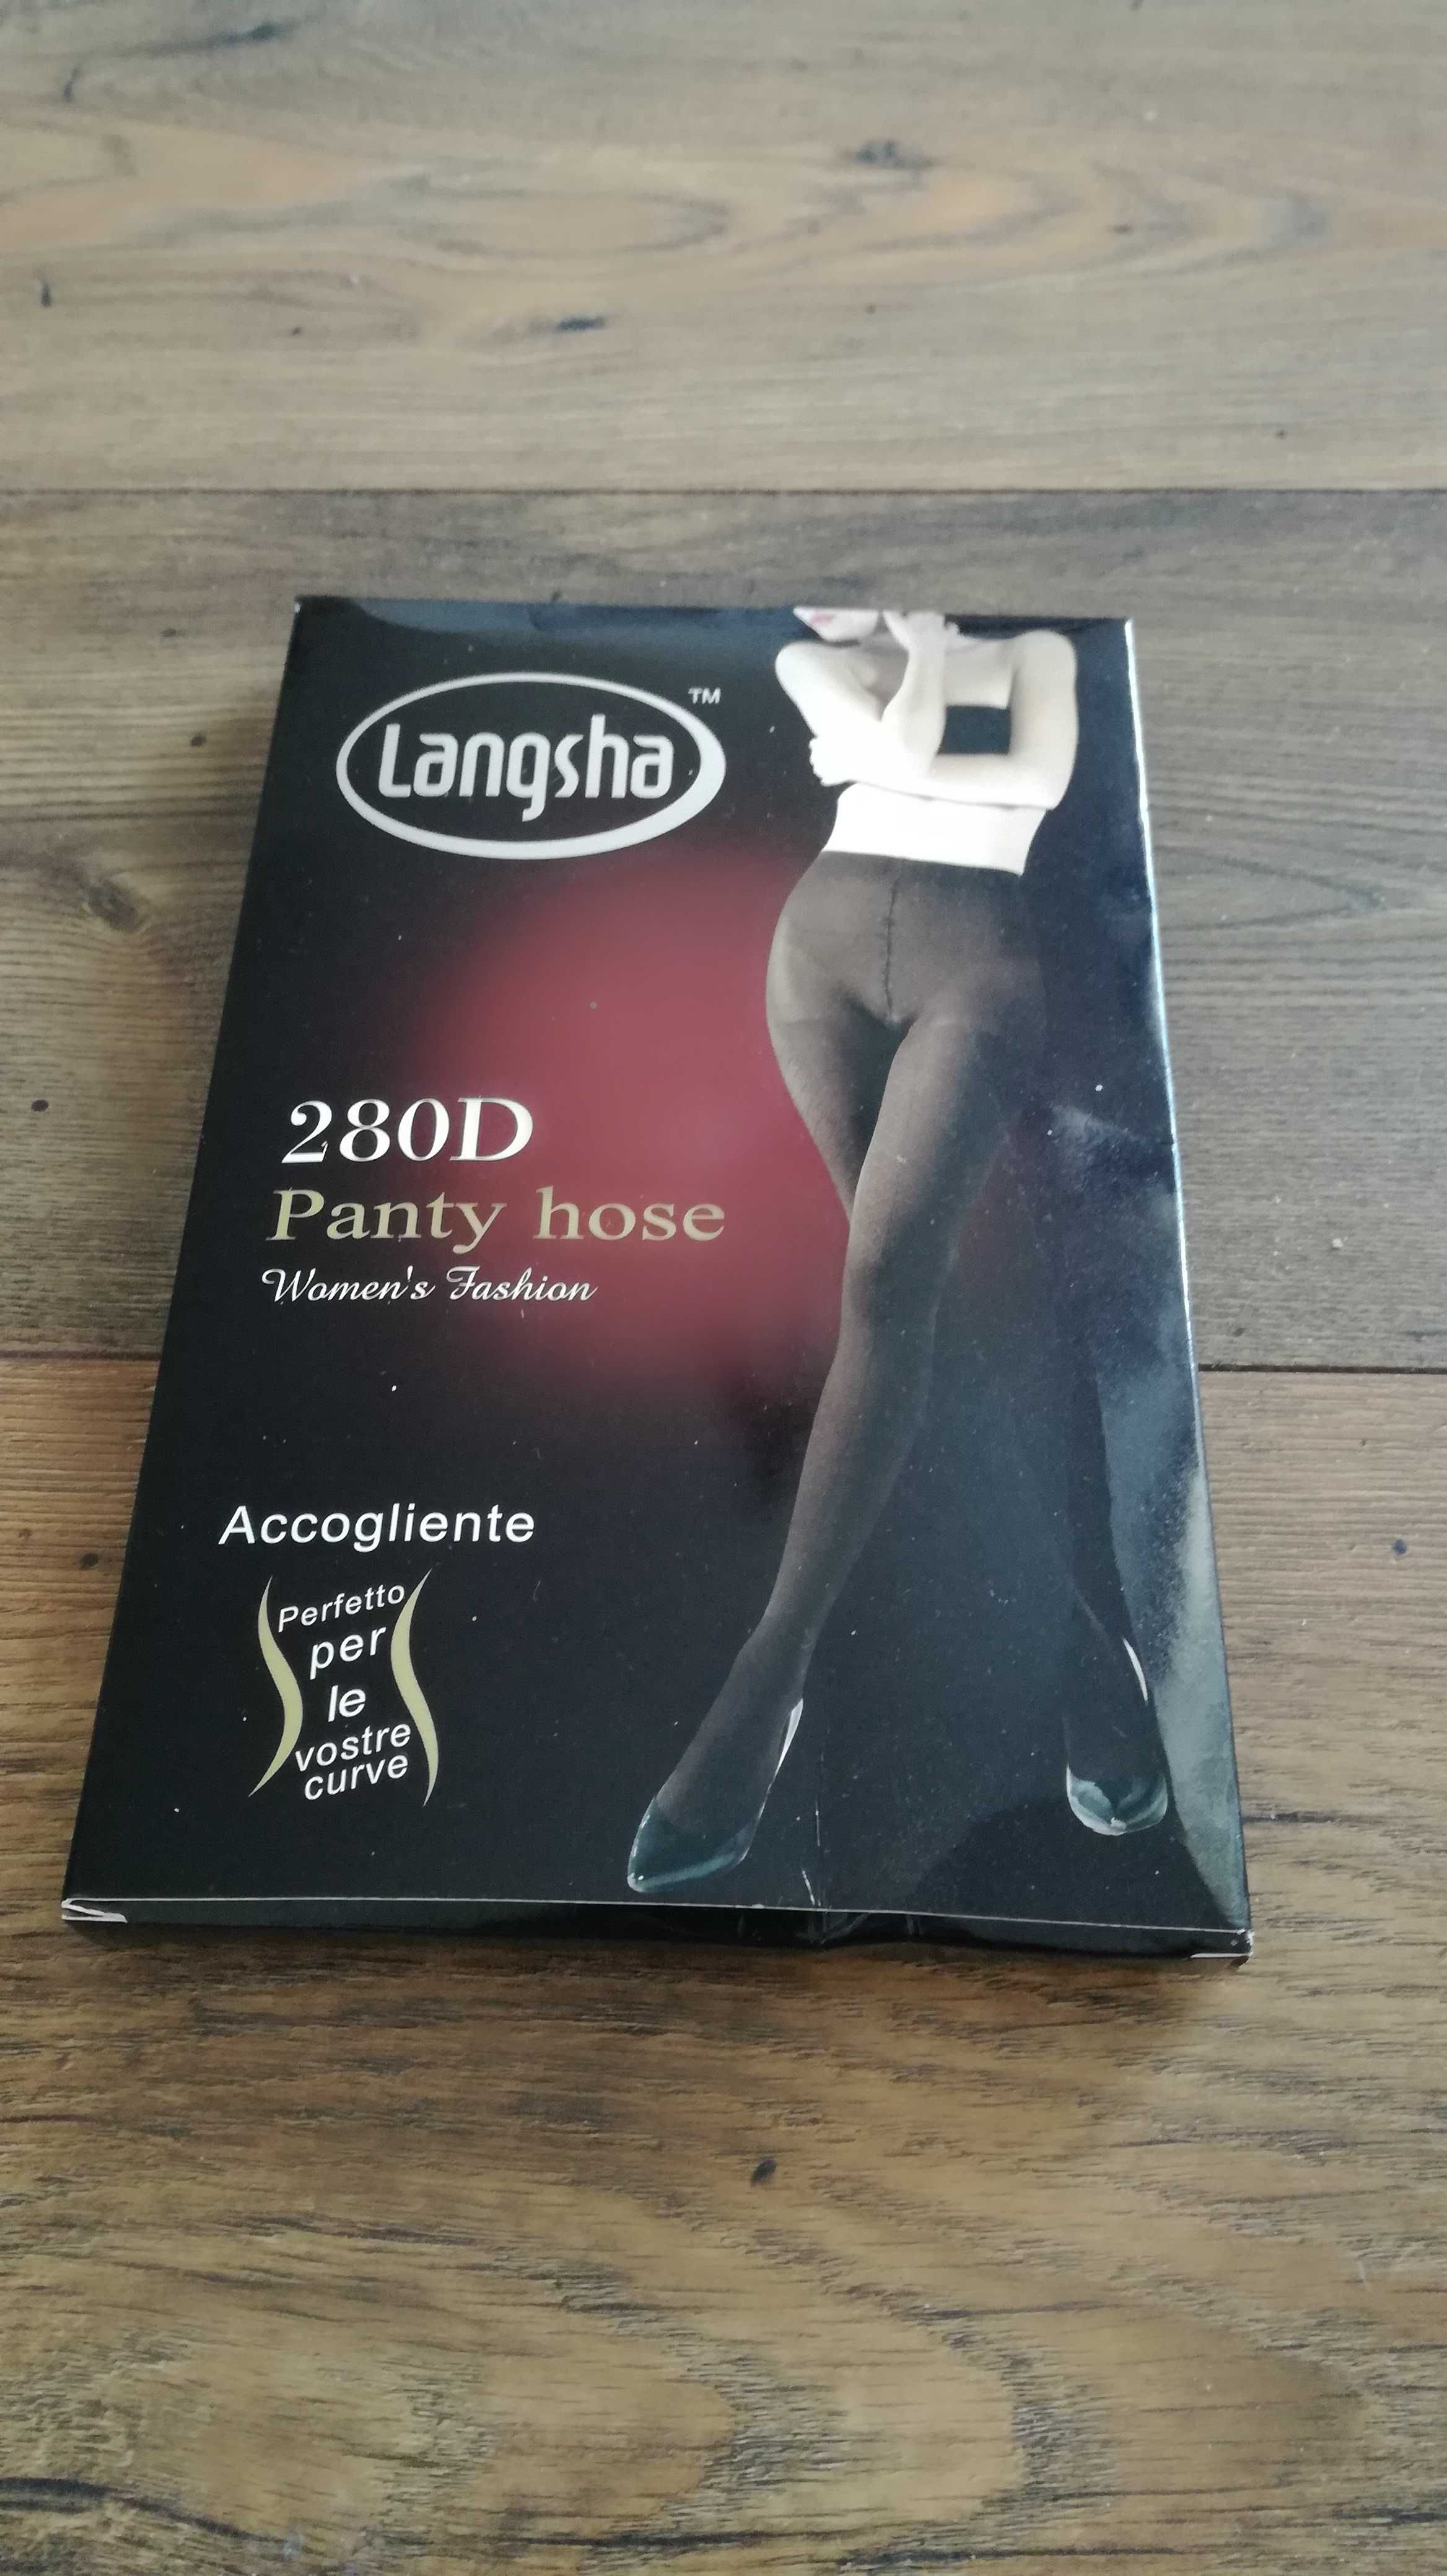 Langsha TM
280D
Panty hose
Women's Fashion
Accogliente
Perfetto
per
le
vostre
curve